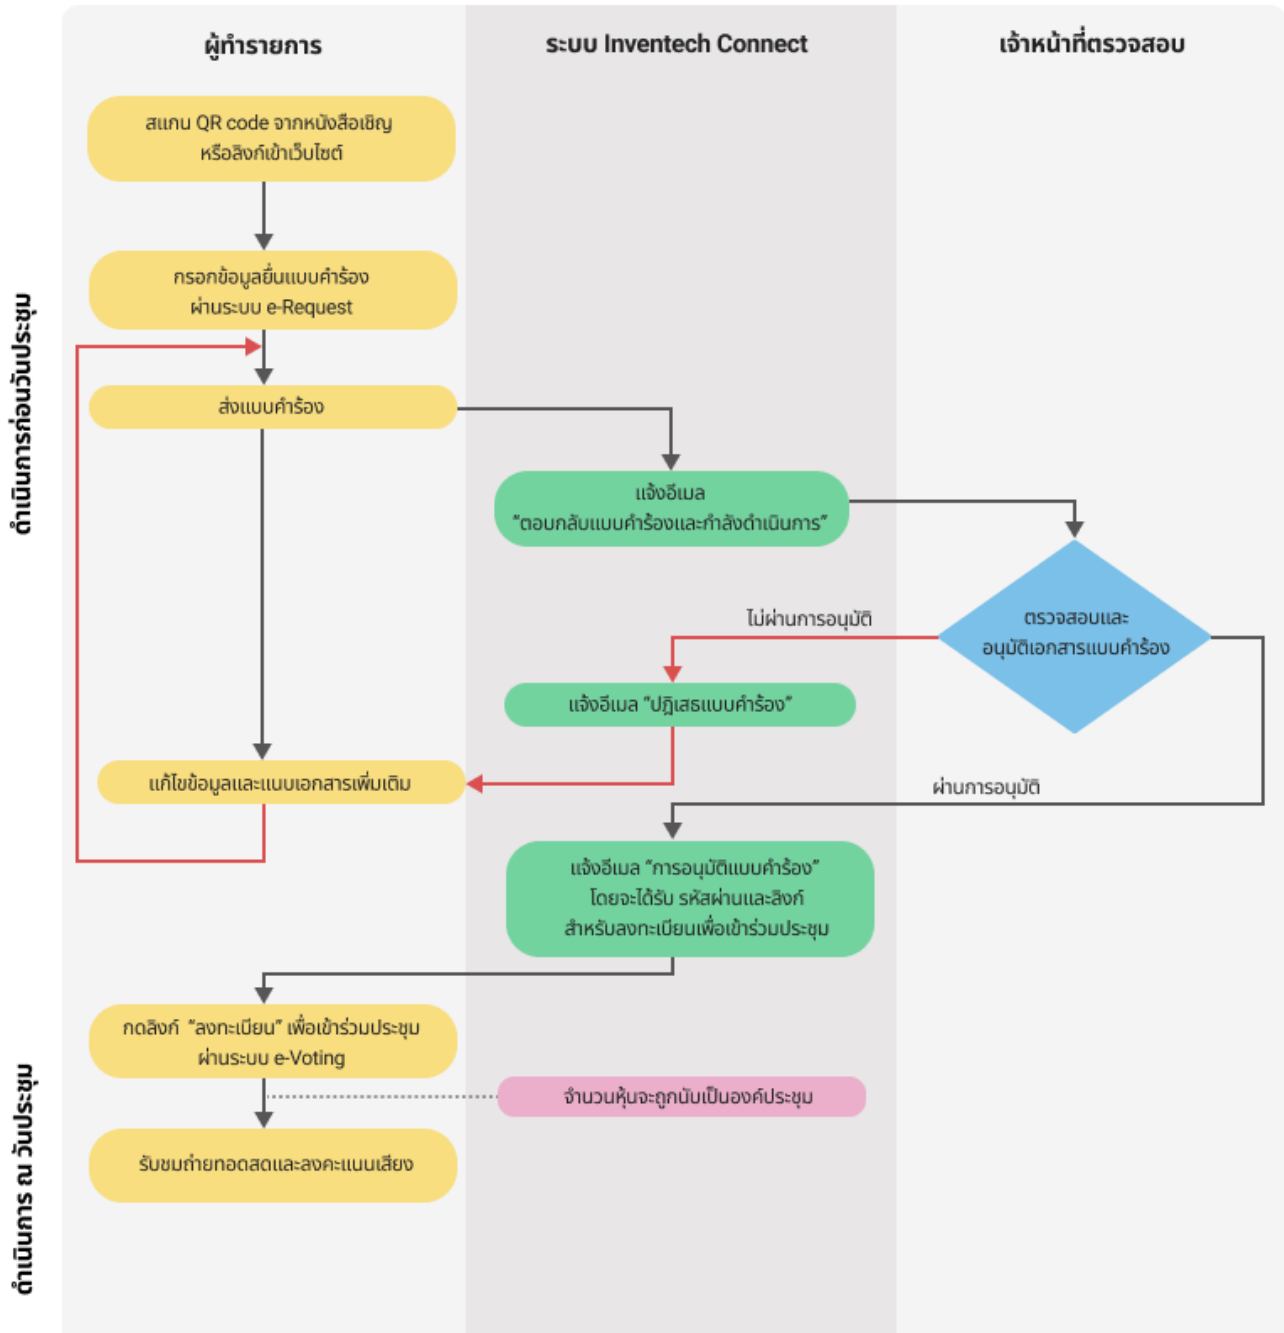 ผู้ทำรายการ
ระบบ Inventech Connect
เจ้าหน้าที่ตรวจสอบ
ดำเนินการก่อนวันประชุม
สแกน QR code จากหนังสือเชิญ
หรือลิงก์เข้าเว็บไซต์
กรอกข้อมูลยื่นแบบคำร้อง
ผ่านระบบ e-Request
ส่งแบบคำร้อง
แจ้งอีเมล
“ตอบกลับแบบคำร้องและกำลังดำเนินการ”
ตรวจสอบและ
อนุมัติเอกสารแบบคำร้อง
ไม่ผ่านการอนุมัติ
แจ้งอีเมล “ปฏิเสธแบบคำร้อง”
แก้ไขข้อมูลและแนบเอกสารเพิ่มเติม
ผ่านการอนุมัติ
แจ้งอีเมล “การอนุมัติแบบคำร้อง”
โดยจะได้รับ รหัสผ่านและลิงก์
สำหรับลงทะเบียนเพื่อเข้าร่วมประชุม
ดำเนินการ ณ วันประชุม
กดลิงก์ “ลงทะเบียน” เพื่อเข้าร่วมประชุม
ผ่านระบบ e-Voting
จำนวนหุ้นจะถูกนับเป็นองค์ประชุม
รับชมถ่ายทอดสดและลงคะแนนเสียง